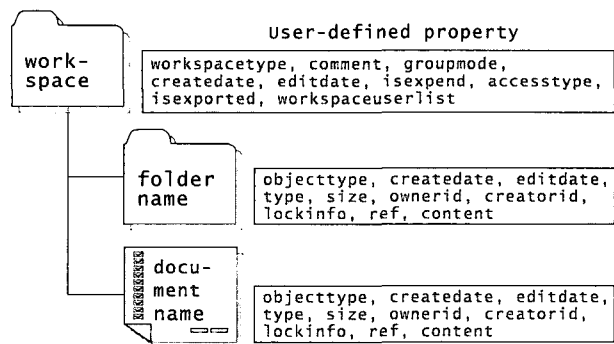 User-defined property
work-
space
workspacetype, comment, groupmode,
createdate, editdate, isexpend, accesstype,
isexported, workspaceuserlist
folder
name
objecttype, createdate, editdate,
type, size, ownerid, creatorid,
lockinfo, ref, content
docu-
ment
name
objecttype, createdate, editdate,
type, size, ownerid, creatorid,
lockinfo, ref, content